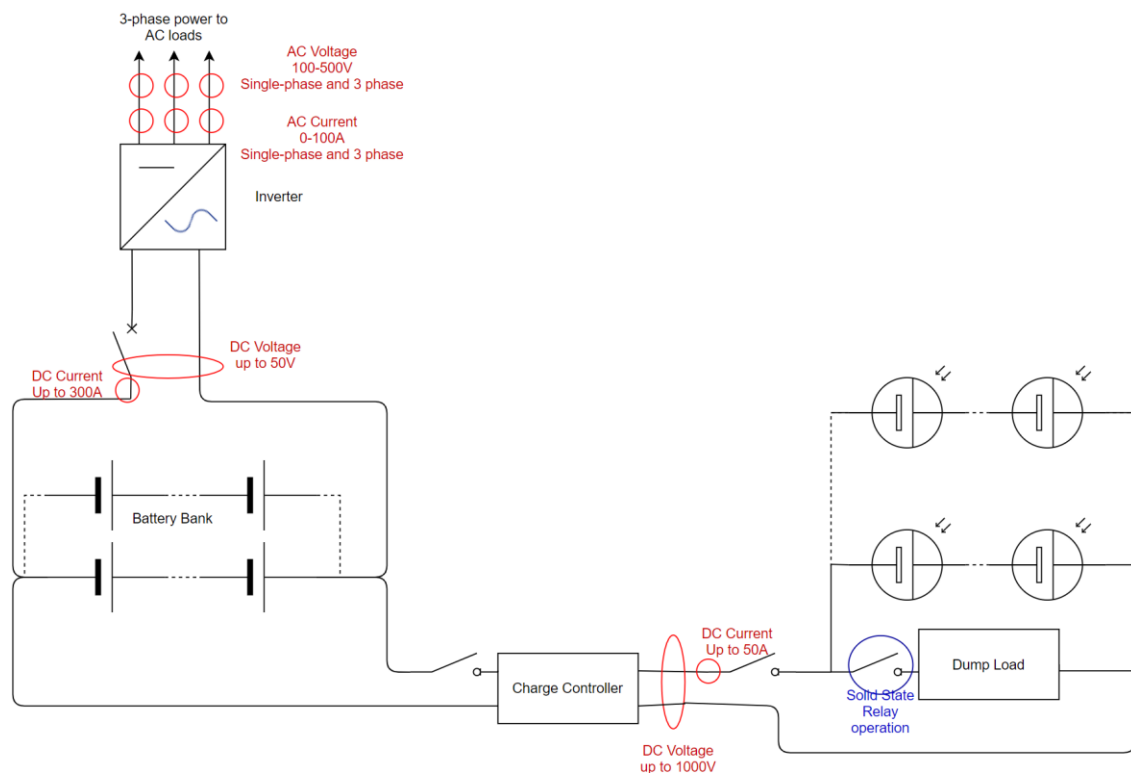 3-phase power to
AC loads
AC Voltage
100-500V
Single-phase and 3 phase
AC Current
0-100A
Single-phase and 3 phase
Inverter
DC Voltage
up to 50V
DC Current
Up to 300A
Battery Bank
DC Current
Up to 50A
Charge Controller
Dump Load
Solid State
Relay
operation
DC Voltage
up to 1000V